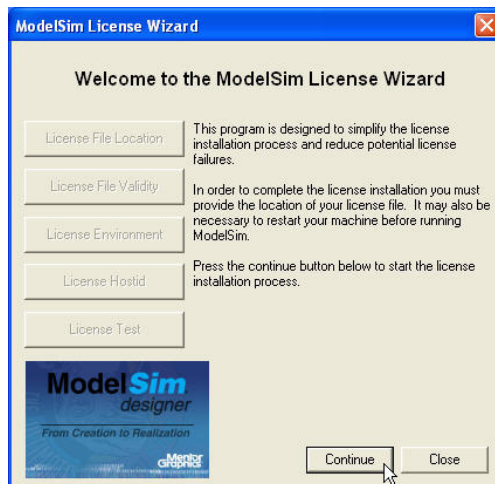 ModelSim License Wizard
Welcome to the ModelSim License Wizard
License File Location
License File Validity
License Environment
License Hostid
License Test
This program is designed to simplify the license
installation process and reduce potential license
failures.
In order to complete the license installation you must
provide the location of your license file. It may also be
necessary to restart your machine before running
ModelSim.
Press the continue button below to start the license
installation process.
ModelSim
designer
From Creation to Realization
Mentor
Graphics
Continue
Close